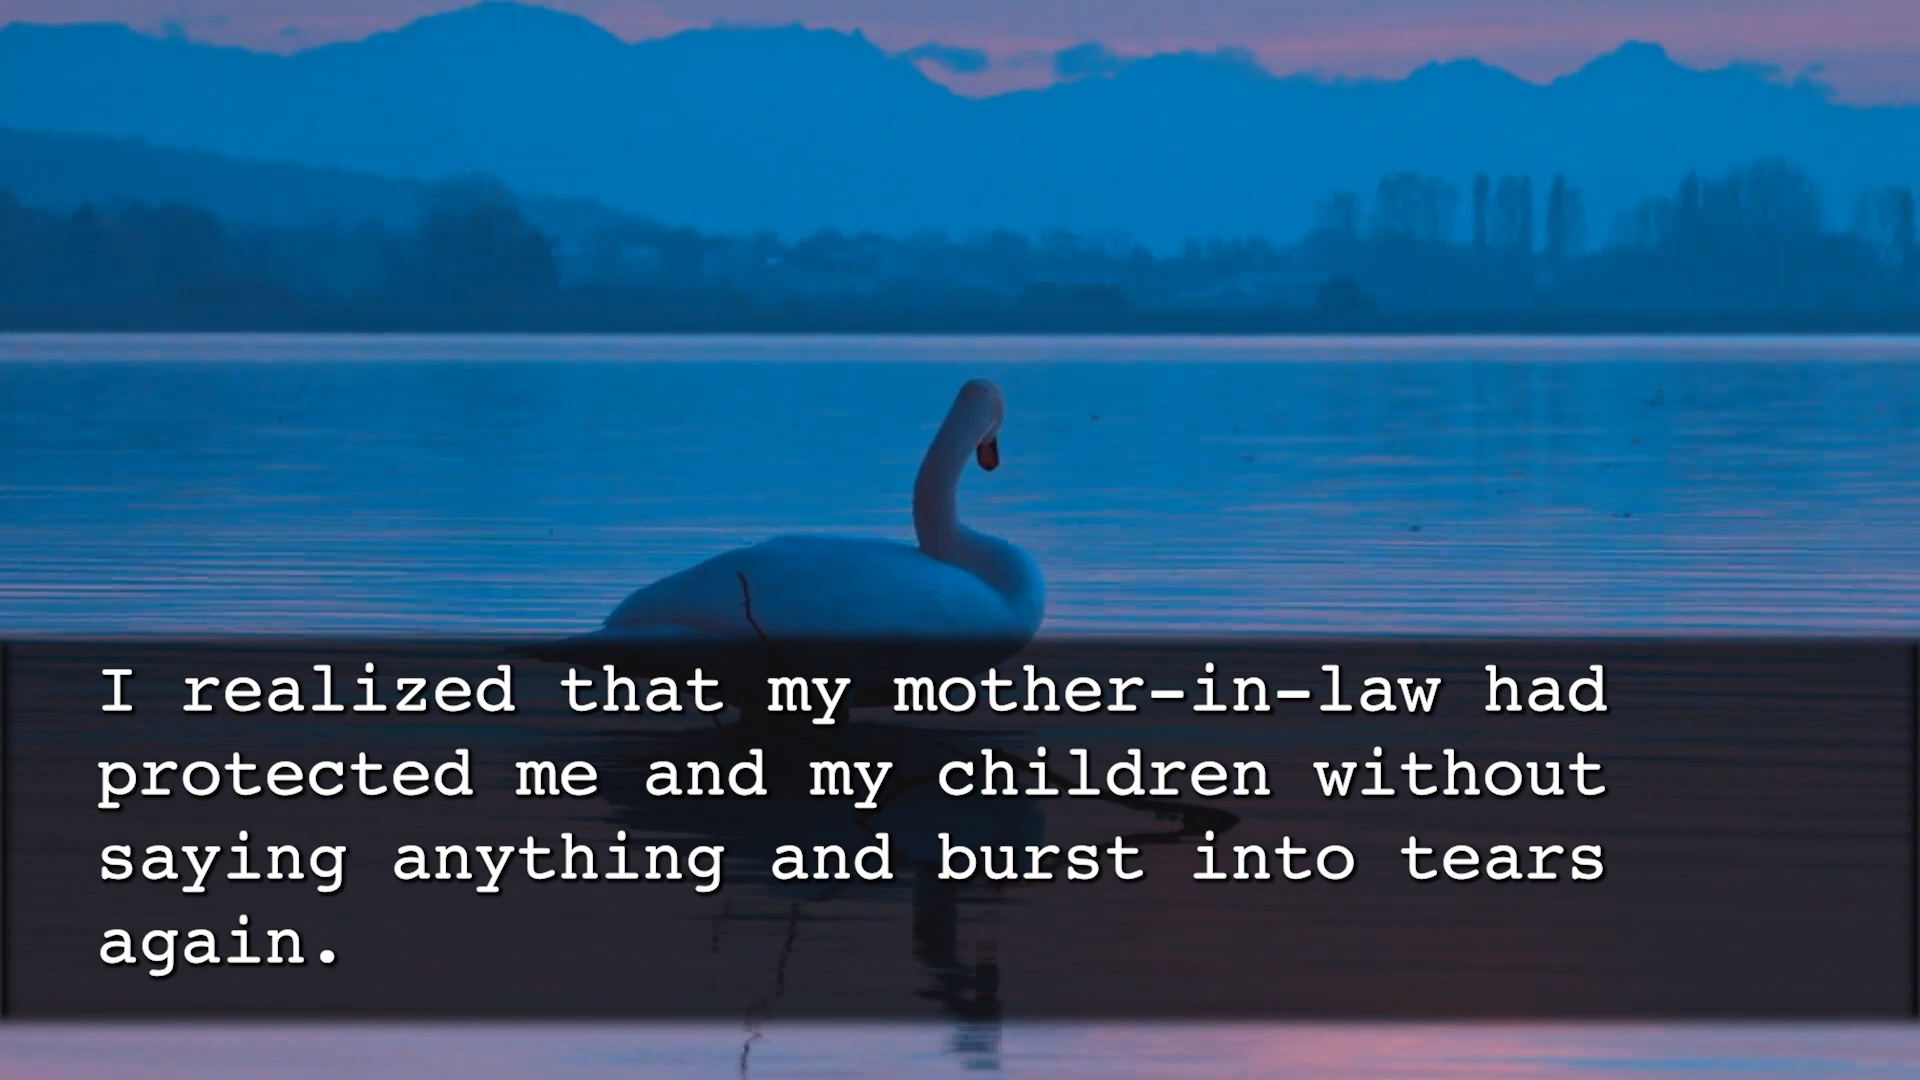 I realized that my mother-in-law had
protected me and my children without
saying anything and burst into tears
again.